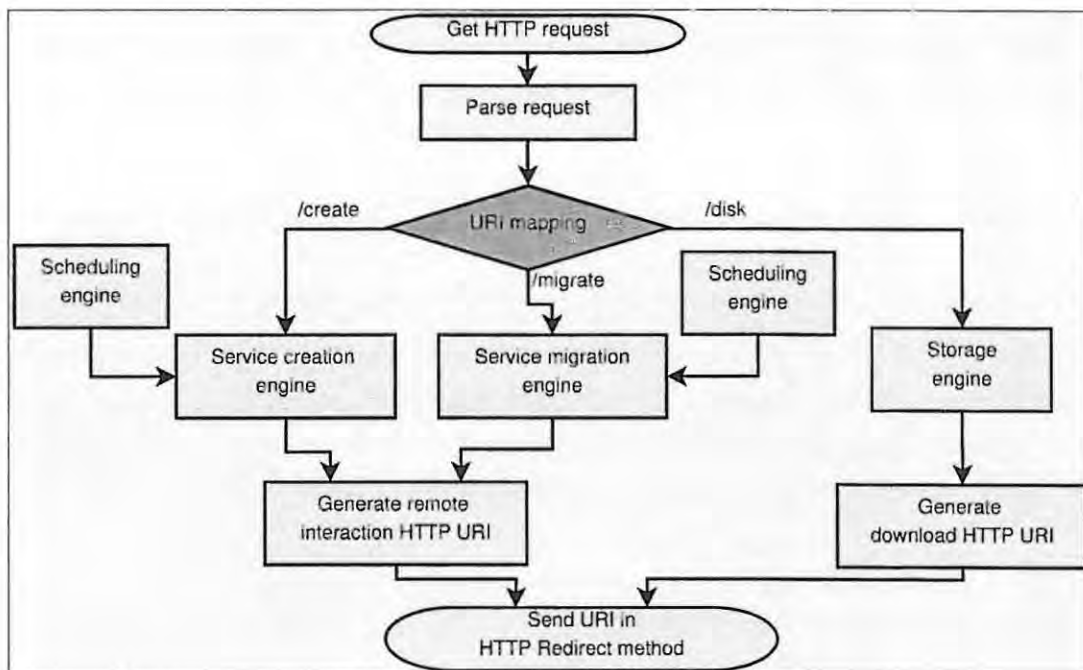 Get HTTP request
Parse request
/create
URI mapping
/disk
/migrate
Scheduling
engine
Scheduling
engine
Service creation
engine
Service migration
engine
Storage
engine
Generate remote
interaction HTTP URI
Generate
download HTTP URI
Send URI in
HTTP Redirect method